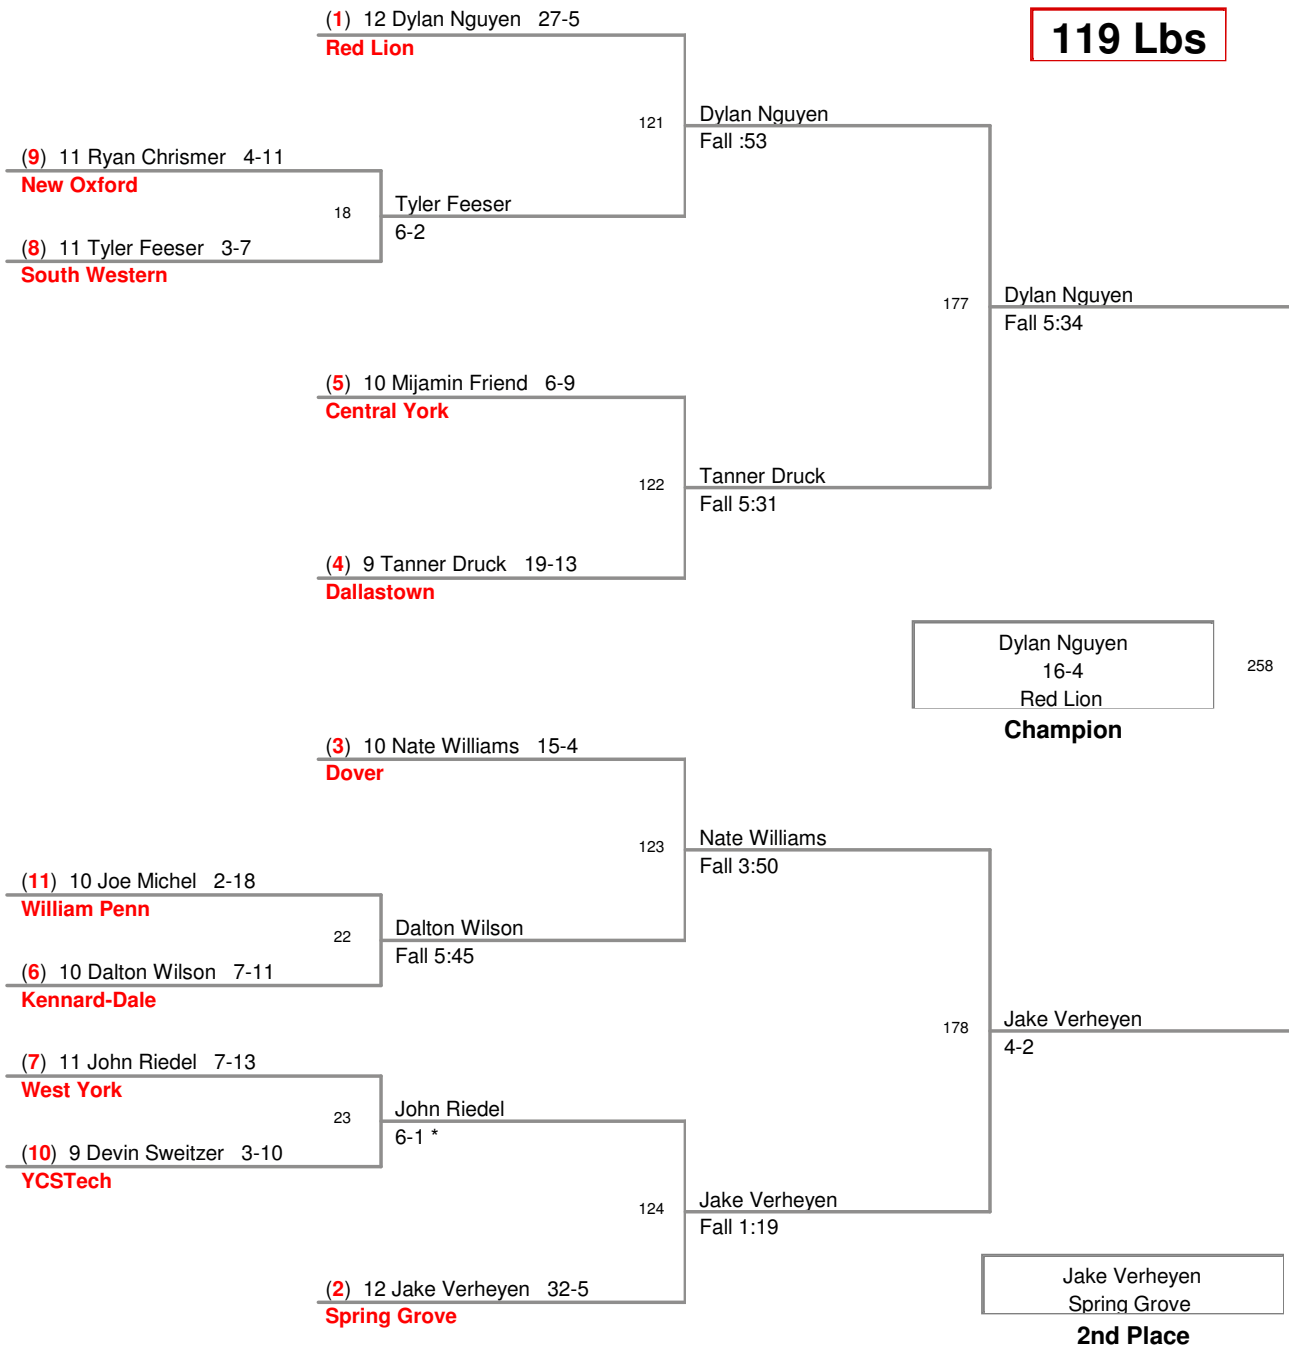 (1) 12 Dylan Nguyen 27-5
Red Lion
119 Lbs
121
Dylan Nguyen
Fall :53
(9) 11 Ryan Chrismer 4-11
New Oxford
18
Tyler Feeser
6-2
(8) 11 Tyler Feeser 3-7
South Western
177
Dylan Nguyen
Fall 5:34
(5) 10 Mijamin Friend 6-9
Central York
122
Tanner Druck
Fall 5:31
(4) 9 Tanner Druck 19-13
Dallastown
Dylan Nguyen
16-4
Red Lion
258
Champion
(3) 10 Nate Williams 15-4
Dover
123
Nate Williams
Fall 3:50
(11) 10 Joe Michel 2-18
William Penn
22
Dalton Wilson
Fall 5:45
(6) 10 Dalton Wilson 7-11
Kennard-Dale
178
Jake Verheyen
4-2
(7) 11 John Riedel 7-13
West York
23
John Riedel
6-1 *
(10) 9 Devin Sweitzer 3-10
YCSTech
124
Jake Verheyen
Fall 1:19
(2) 12 Jake Verheyen 32-5
Spring Grove
Jake Verheyen
Spring Grove
2nd Place